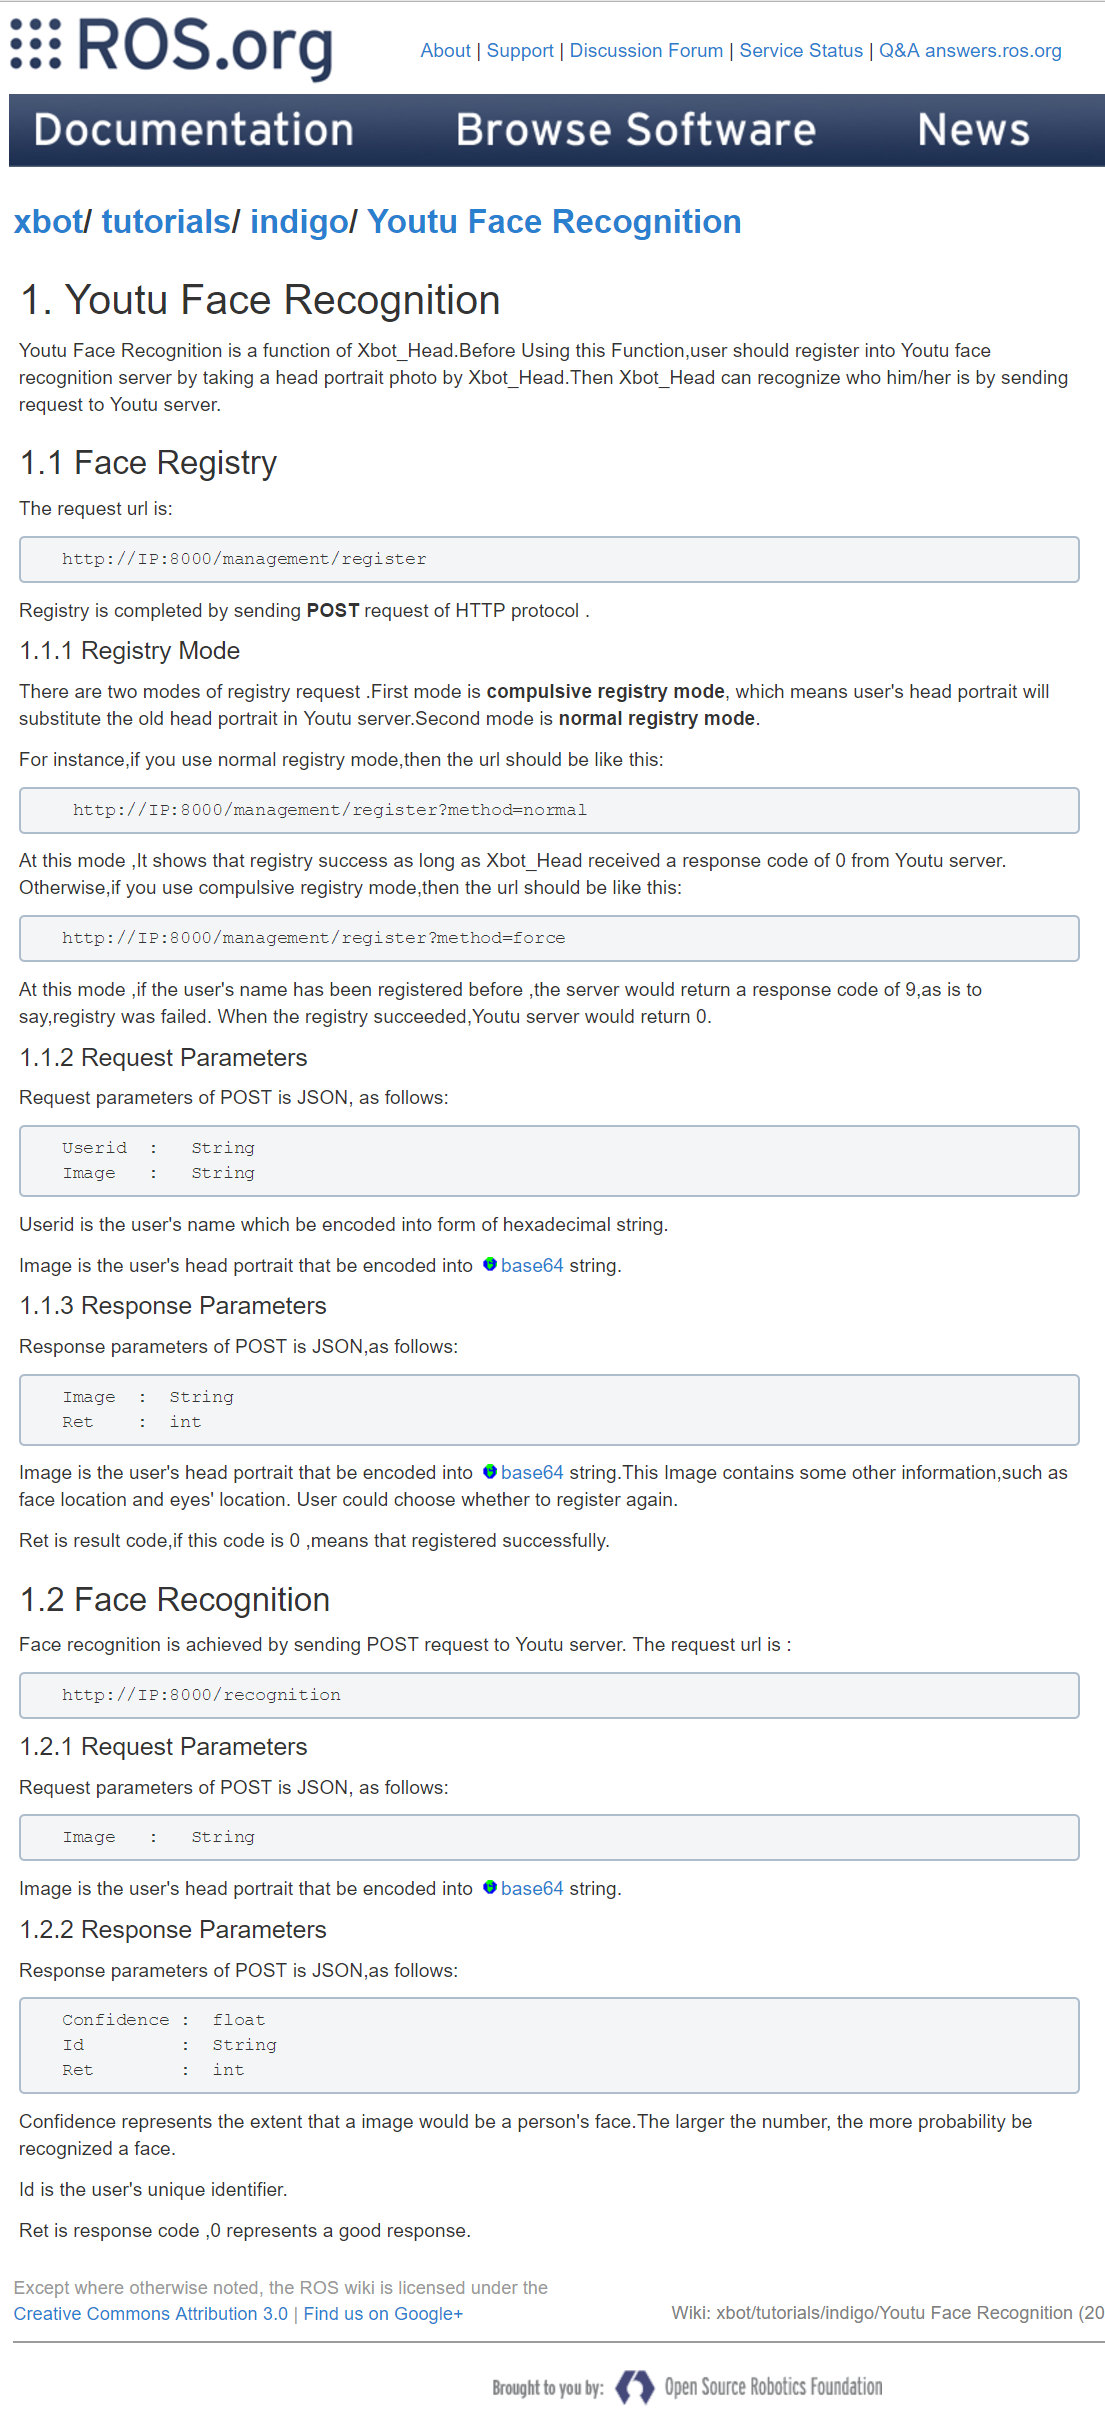 ROS.org
About | Support | Discussion Forum | Service Status | Q&A answers.ros.org
Documentation Browse Software News
xbot/ tutorials/ indigo/ Youtu Face Recognition
1. Youtu Face Recognition
Youtu Face Recognition is a function of Xbot_Head.Before Using this Function,user should register into Youtu face
recognition server by taking a head portrait photo by Xbot_Head.Then Xbot_Head can recognize who him/her is by sending
request to Youtu server.
1.1 Face Registry
The request url is:
http://IP:8000/management/register
Registry is completed by sending POST request of HTTP protocol .
1.1.1 Registry Mode
There are two modes of registry request .First mode is compulsive registry mode, which means user's head portrait will
substitute the old head portrait in Youtu server.Second mode is normal registry mode.
For instance,if you use normal registry mode,then the url should be like this:
http://IP:8000/management/register?method=normal
At this mode ,It shows that registry success as long as Xbot_Head received a response code of 0 from Youtu server.
Otherwise,if you use compulsive registry mode,then the url should be like this:
http://IP:8000/management/register?method=force
At this mode ,if the user's name has been registered before ,the server would return a response code of 9,as is to
say,registry was failed. When the registry succeeded,Youtu server would return 0.
1.1.2 Request Parameters
Request parameters of POST is JSON, as follows:
Userid : String
Image : String
Userid is the user's name which be encoded into form of hexadecimal string.
Image is the user's head portrait that be encoded into base64 string.
1.1.3 Response Parameters
Response parameters of POST is JSON,as follows:
Image : String
Ret : int
Image is the user's head portrait that be encoded into base64 string.This Image contains some other information,such as
face location and eyes' location. User could choose whether to register again.
Ret is result code,if this code is 0 ,means that registered successfully.
1.2 Face Recognition
Face recognition is achieved by sending POST request to Youtu server. The request url is :
http://IP:8000/recognition
1.2.1 Request Parameters
Request parameters of POST is JSON, as follows:
Image : String
Image is the user's head portrait that be encoded into base64 string.
1.2.2 Response Parameters
Response parameters of POST is JSON,as follows:
Confidence : float
Id : String
Ret : int
Confidence represents the extent that a image would be a person's face.The larger the number, the more probability be
recognized a face.
Id is the user's unique identifier.
Ret is response code ,0 represents a good response.
Except where otherwise noted, the ROS wiki is licensed under the
Creative Commons Attribution 3.0 | Find us on Google+
Wiki: xbot/tutorials/indigo/Youtu Face Recognition (20
Brought to you by: Open Source Robotics Foundation